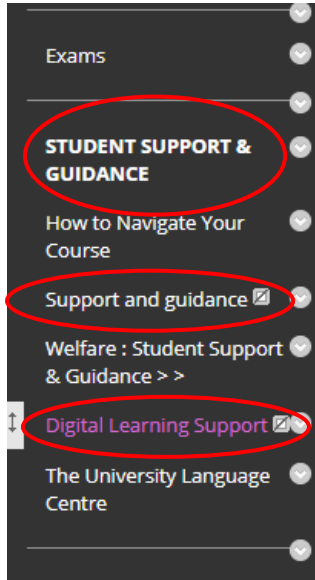 Exams
STUDENT SUPPORT &
GUIDANCE
How to Navigate Your
Course
Support and guidance
Welfare : Student Support
& Guidance > >
Digital Learning Support
The University Language
Centre